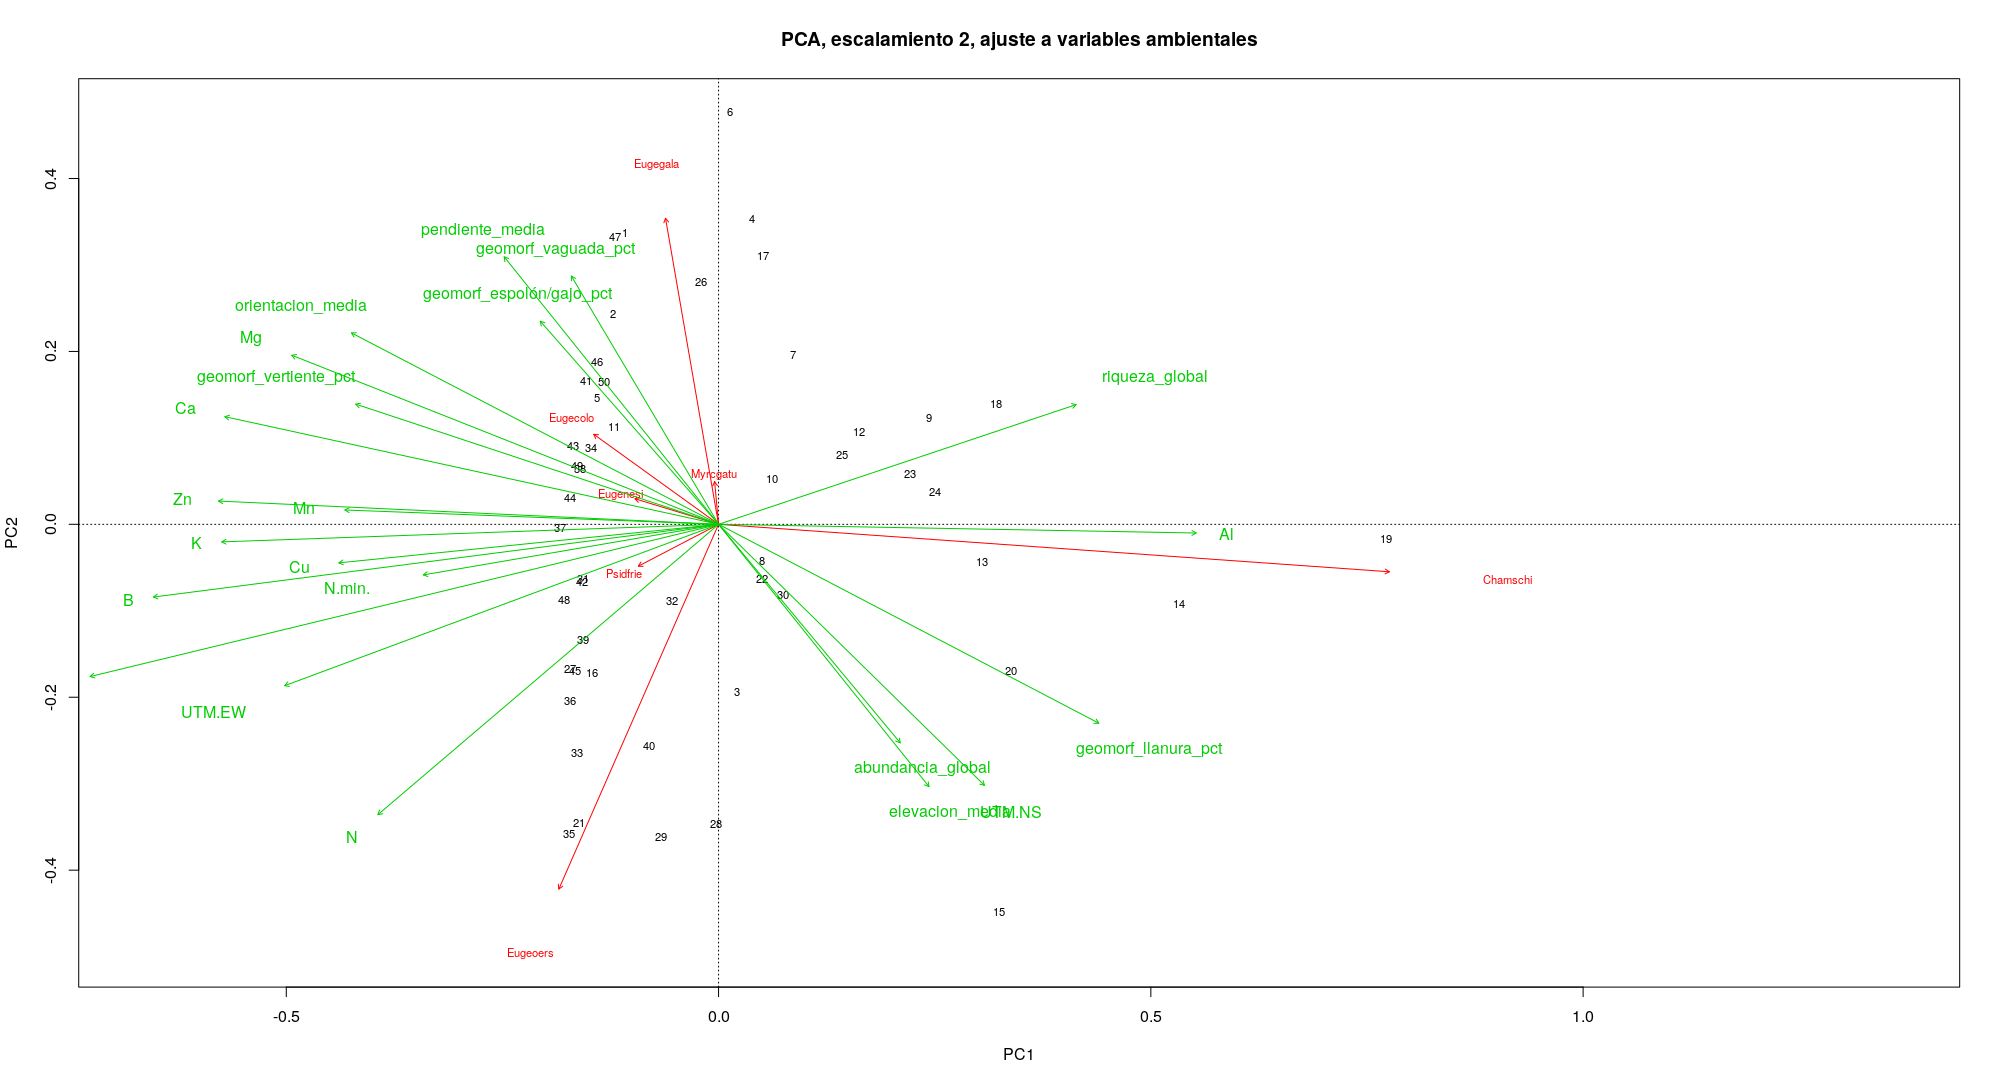 PCA, escalamiento 2, ajuste a variables ambientales
6
Eugegala
0.4
4
pendiente_media
47
1
geomorf_vaguada_pct
17
26
geomorf_espolón/gajo_pct
orientacion_media
2
Mg
0.2
7
46
geomorf_vertiente_pct
riqueza_global
41
50
5
18
Ca
Eugecolo
9
11
12
43
34
25
49
38
Myrcgatu
23
10
Zn
44
Eugenesi
24
Mn
0.0
37
Al
PC2
K
19
8
13
Cu
Psidfrie
22
Chamschi
42
N.min.
30
B
48
32
14
39
27
45
16
20
-0.2
3
36
UTM.EW
40
geomorf_llanura_pct
33
abundancia_global
elevacion_media
UTM.NS
21
28
35
29
N
-0.4
15
Eugeoers
-0.5
0.0
0.5
1.0
PC1